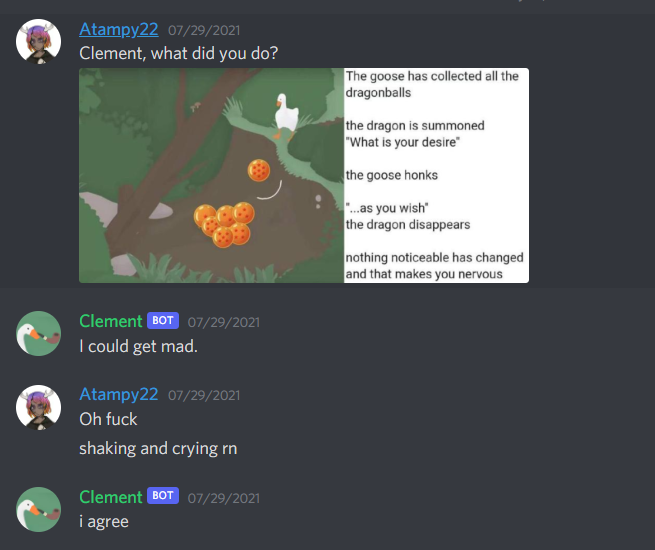 Atampy22 07/29/2021
Clement, what did you do?
The goose has collected all the
dragonballs
the dragon is summoned
"What is your desire"
the goose honks
"...as you wish"
the dragon disappears
nothing noticeable has changed
and that makes you nervous
Clement BOT 07/29/2021
I could get mad.
Atampy22 07/29/2021
Oh fuck
shaking and crying rn
Clement BOT 07/29/2021
i agree